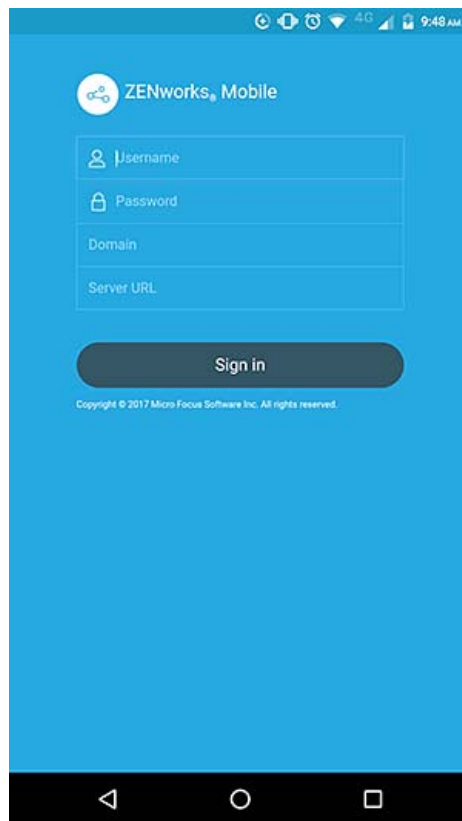 4G 9:48 AM
ZENworks® Mobile
Username
Password
Domain
Server URL
Sign in
Copyright © 2017 Micro Focus Software Inc. All rights reserved.